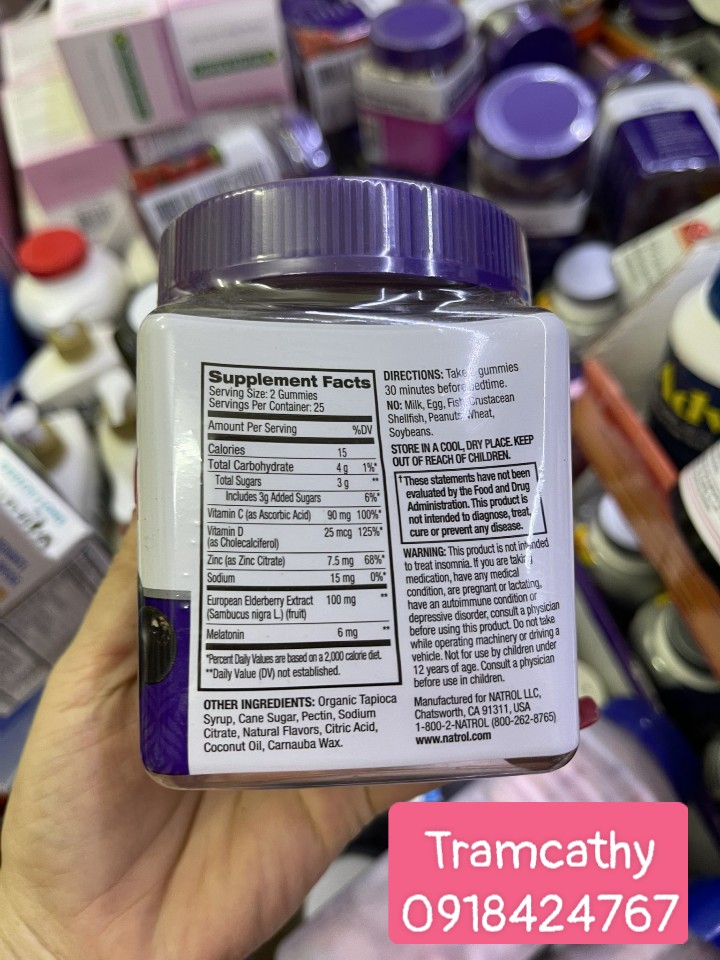 Supplement Facts
Serving Size: 2 Gummies
Servings Per Container: 25
Amount Per Serving %DV
Calories 15
Total Carbohydrate 4 g 1%*
Total Sugars 3 g **
Includes 3g Added Sugars 6%*
Vitamin C (as Ascorbic Acid) 90 mg 100%*
Vitamin D 25 mcg 125%*
(as Cholecalciferol)
Zinc (as Zinc Citrate) 7.5 mg 68%*
Sodium 15 mg 0%*
European Elderberry Extract 100 mg **
(Sambucus nigra L.) (fruit)
Melatonin 6 mg **
*Percent Daily Values are based on a 2,000 calorie diet.
**Daily Value (DV) not established.
OTHER INGREDIENTS: Organic Tapioca
Syrup, Cane Sugar, Pectin, Sodium
Citrate, Natural Flavors, Citric Acid,
Coconut Oil, Carnauba Wax.
DIRECTIONS: Take gummies
30 minutes before bedtime.
NO: Milk, Egg, Fish, Crustacean
Shellfish, Peanuts, Wheat,
Soybeans.
STORE IN A COOL, DRY PLACE. KEEP
OUT OF REACH OF CHILDREN.
†These statements have not been
evaluated by the Food and Drug
Administration. This product is
not intended to diagnose, treat,
cure or prevent any disease.
WARNING: This product is not intended
to treat insomnia. If you are taking
medication, have any medical
condition, are pregnant or lactating,
have an autoimmune condition or
depressive disorder, consult a physician
before using this product. Do not take
while operating machinery or driving a
vehicle. Not for use by children under
12 years of age. Consult a physician
before use in children.
Manufactured for NATROL LLC,
Chatsworth, CA 91311, USA
1-800-2-NATROL (800-262-8765)
www.natrol.com
Tramcathy
0918424767